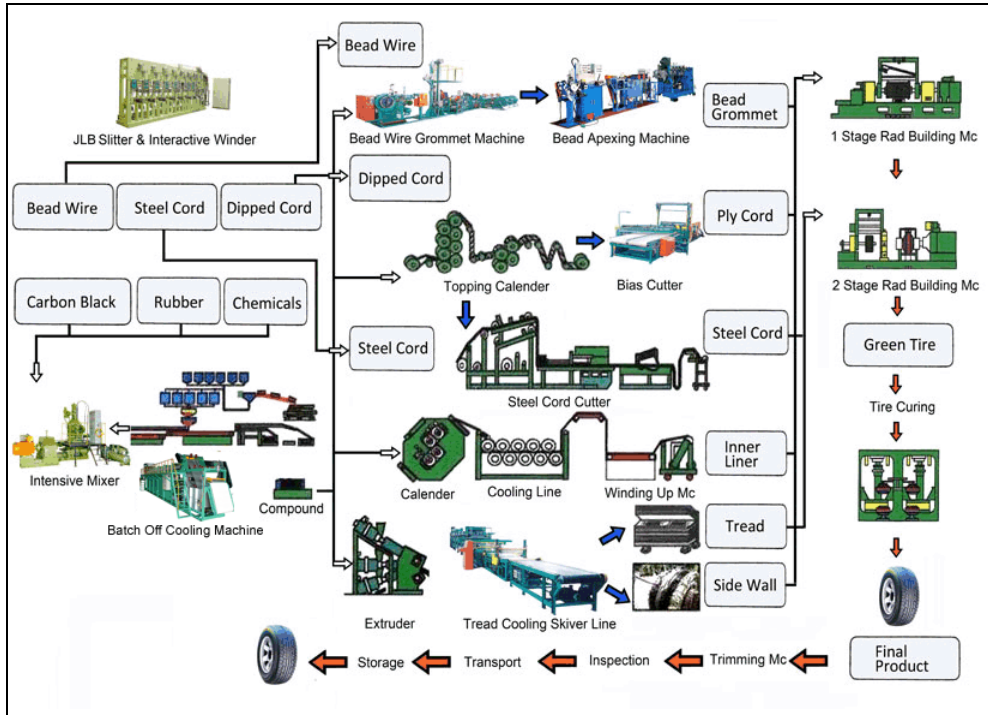 Bead Wire
JLB Slitter & Interactive Winder
Bead Wire Grommet Machine
Bead Apexing Machine
Bead
Grommet
1 Stage Rad Building Mc
Bead Wire
Steel Cord
Dipped Cord
Dipped Cord
Ply Cord
Topping Calender
Bias Cutter
2 Stage Rad Building Mc
Carbon Black
Rubber
Chemicals
Steel Cord
Steel Cord
Green Tire
Steel Cord Cutter
Tire Curing
Intensive Mixer
Batch Off Cooling Machine
Compound
Calender
Cooling Line
Winding Up Mc
Inner
Liner
Tread
Side Wall
Extruder
Tread Cooling Skiver Line
Final
Product
Storage
Transport
Inspection
Trimming Mc